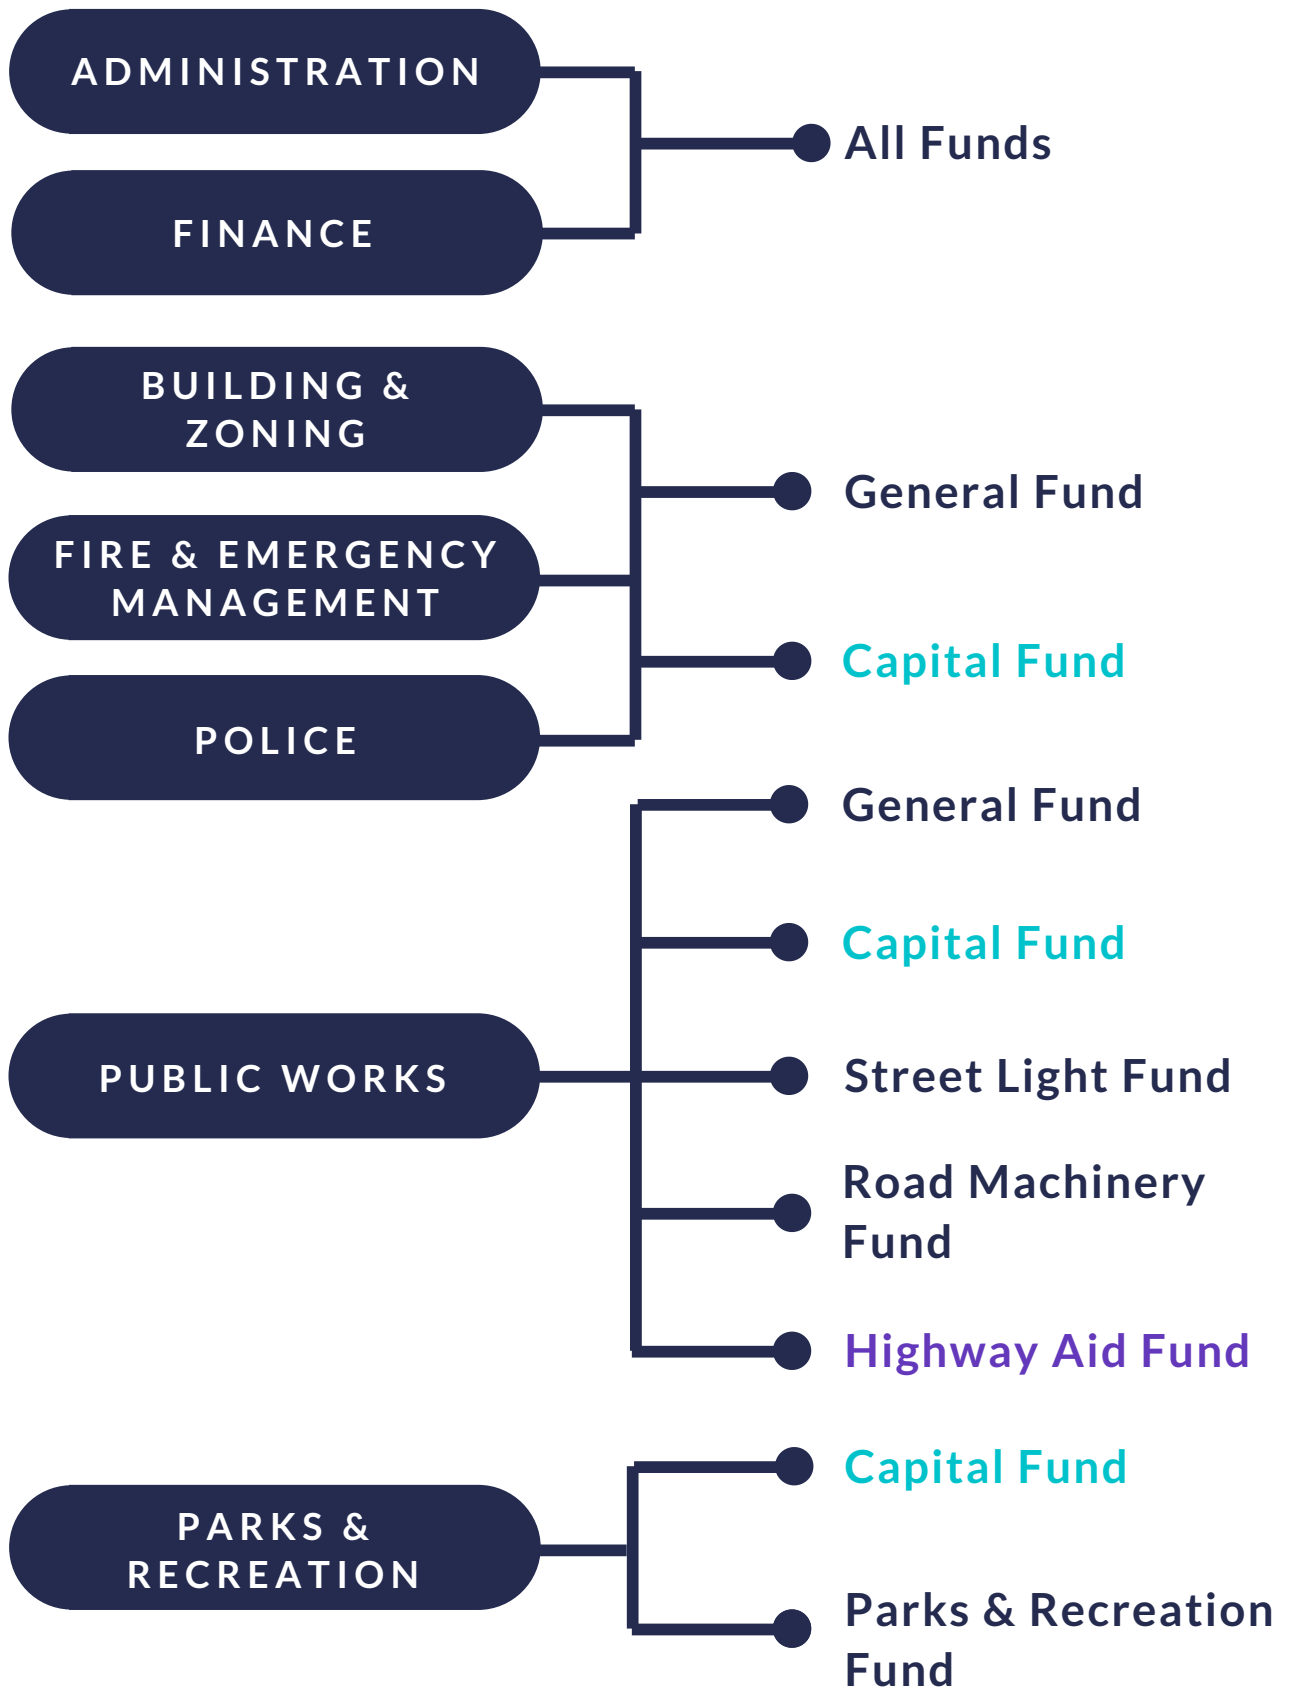 ADMINISTRATION
All Funds
FINANCE
BUILDING &
ZONING
General Fund
FIRE & EMERGENCY
MANAGEMENT
Capital Fund
POLICE
General Fund
Capital Fund
PUBLIC WORKS
Street Light Fund
Road Machinery
Fund
Highway Aid Fund
Capital Fund
PARKS &
RECREATION
Parks & Recreation
Fund